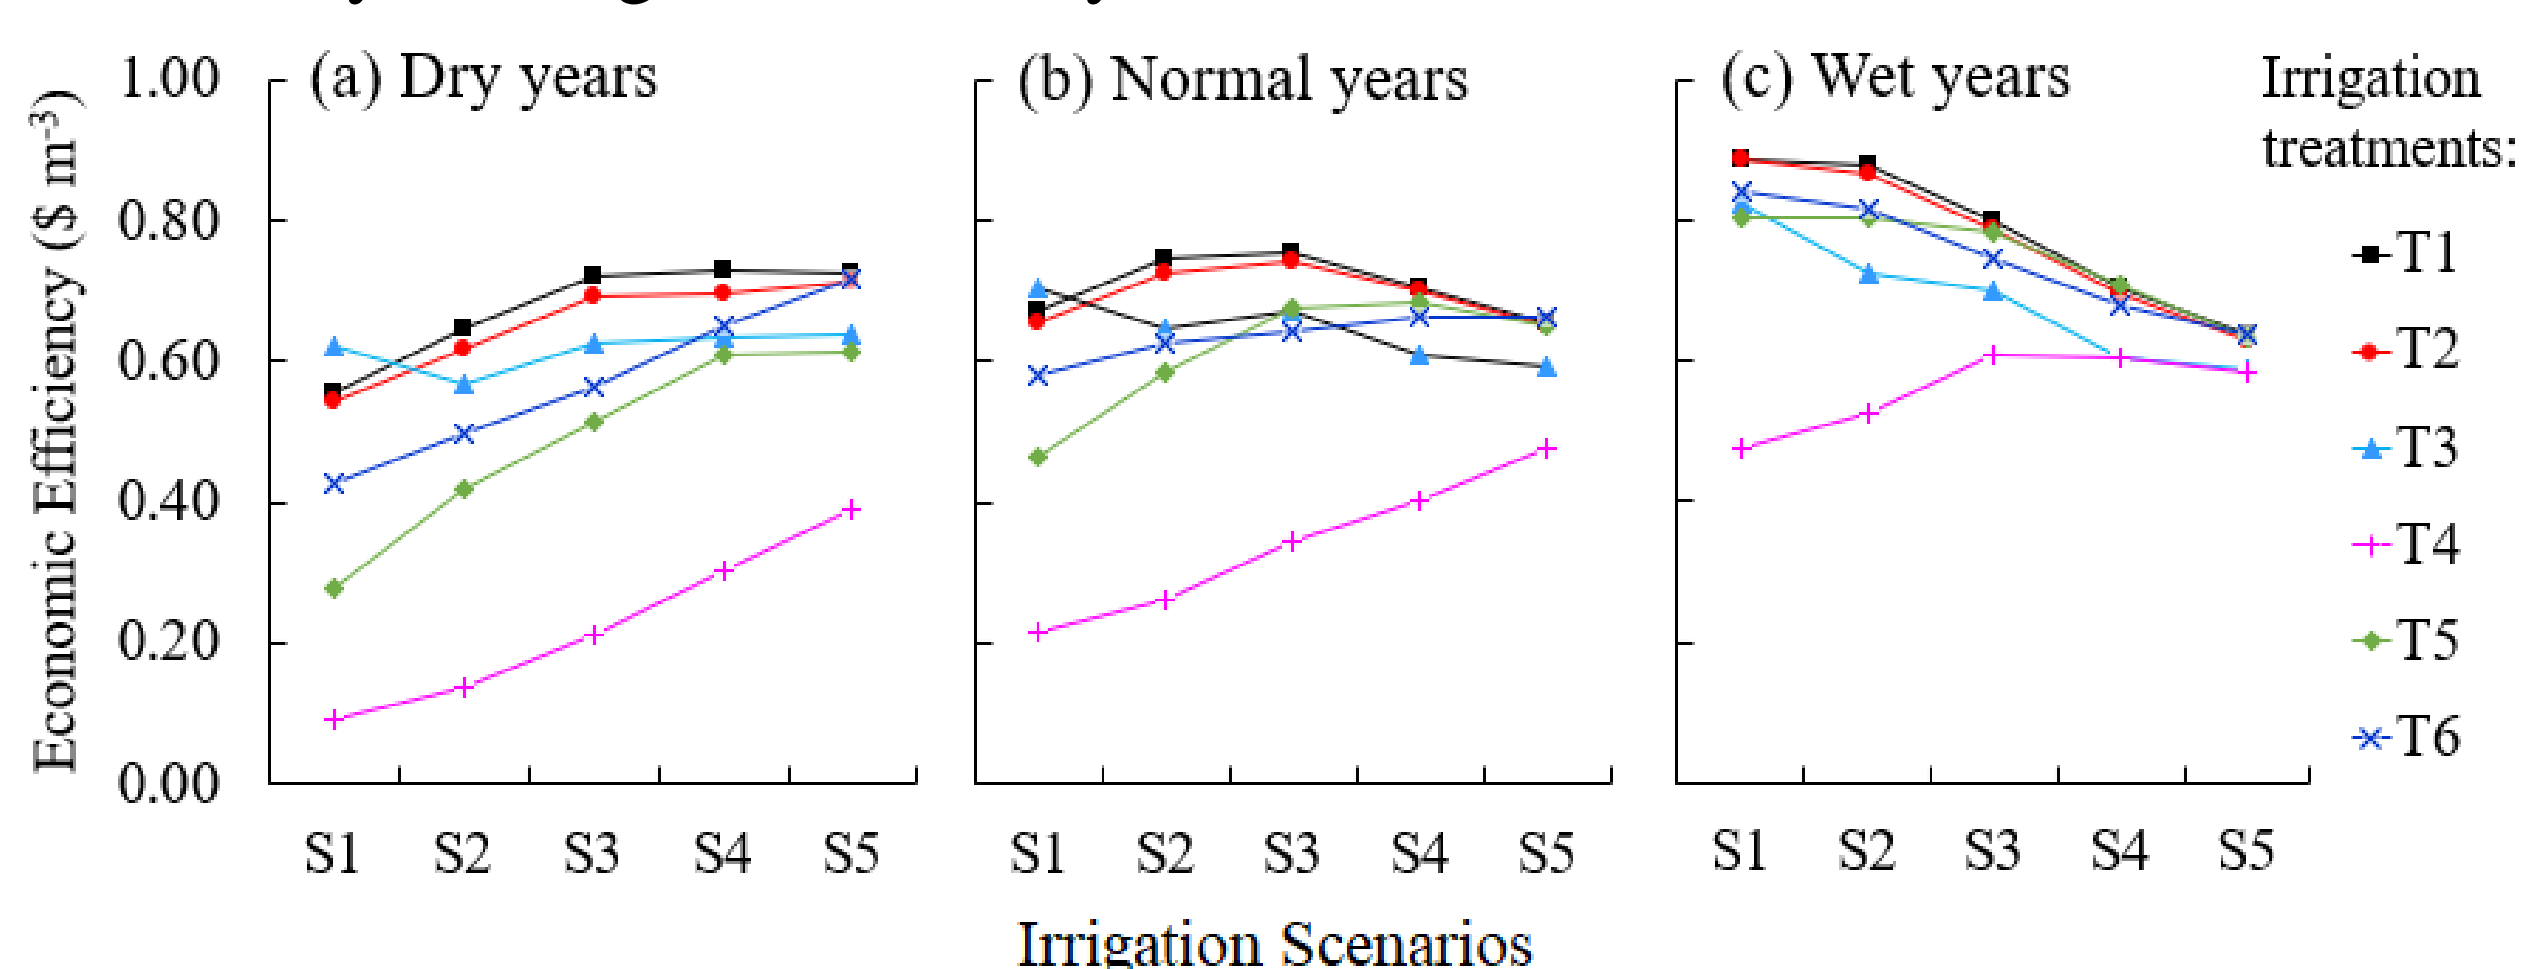 (a) Dry years
(b) Normal years
(c) Wet years
Irrigation
treatments:
T1
T2
T3
T4
T5
T6
Economic Efficiency ($ m⁻³)
1.00
0.80
0.60
0.40
0.20
0.00
S1 S2 S3 S4 S5
S1 S2 S3 S4 S5
S1 S2 S3 S4 S5
Irrigation Scenarios